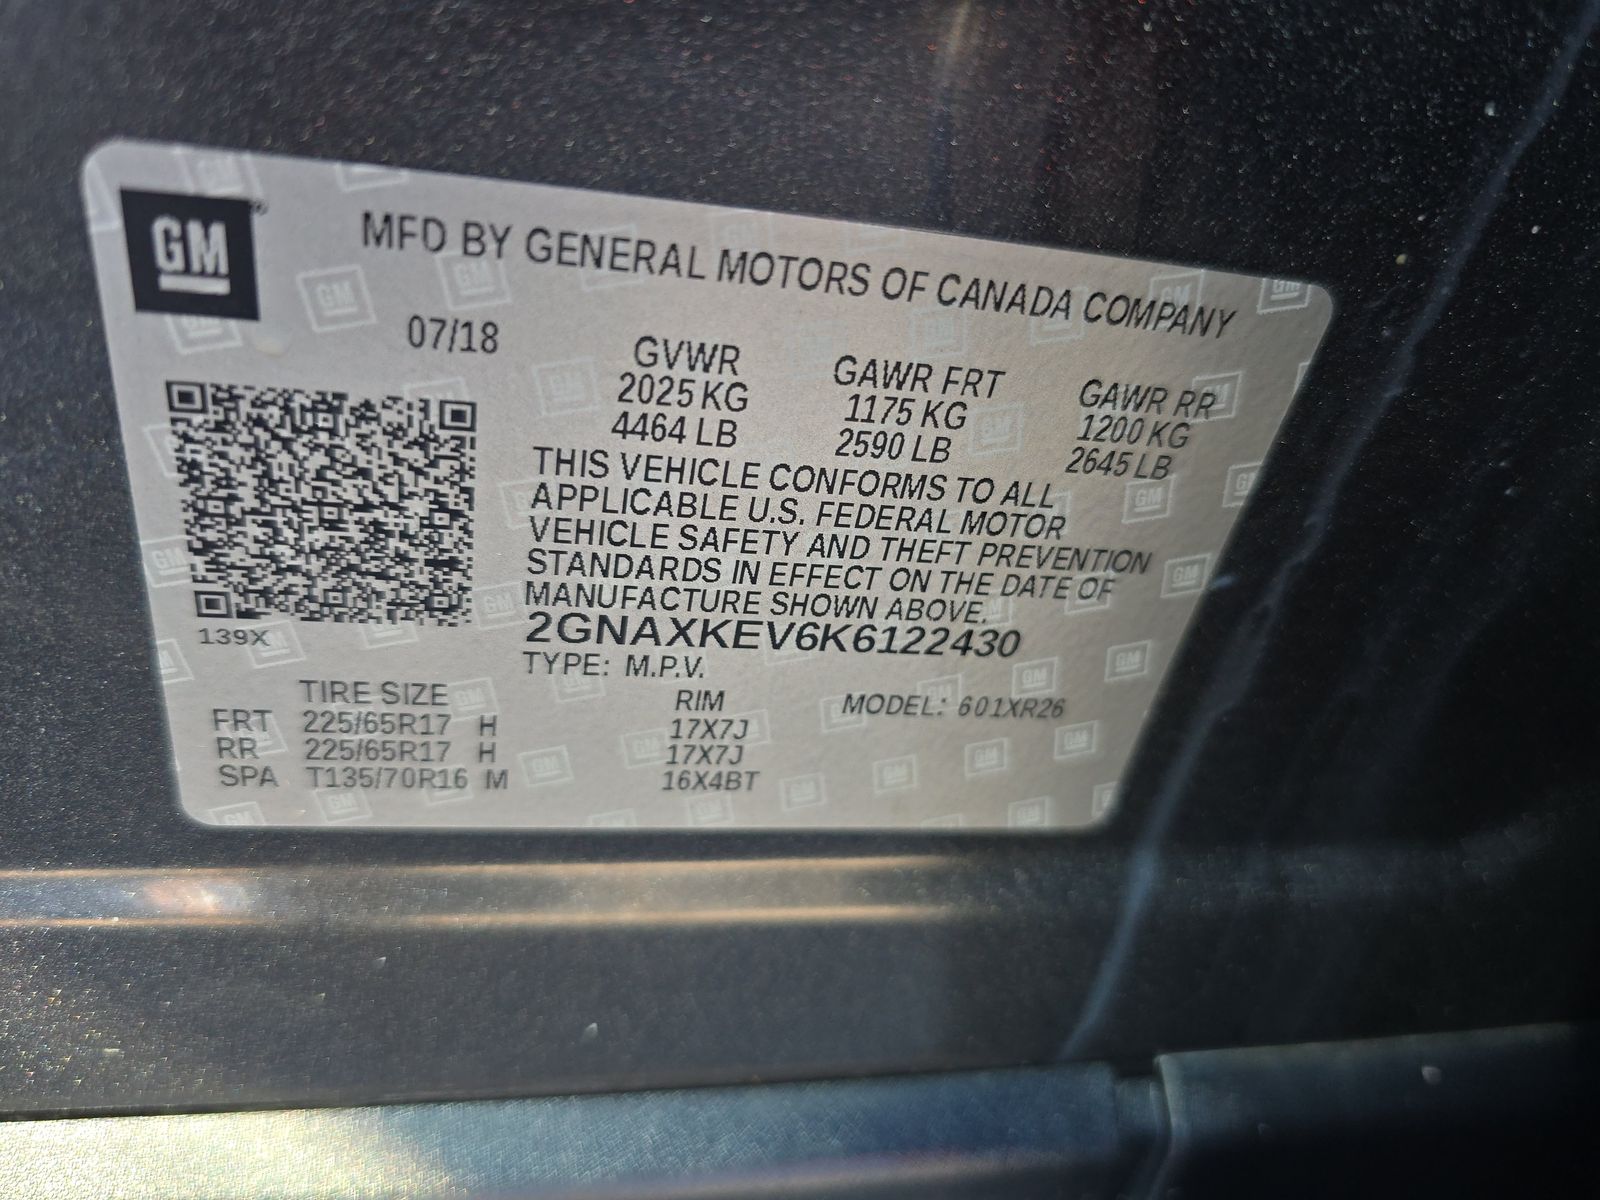 GM
MFD BY GENERAL MOTORS OF CANADA COMPANY
07/18
GVWR GAWR FRT GAWR RR
2025 KG 1175 KG 1200 KG
4464 LB 2590 LB 2645 LB
THIS VEHICLE CONFORMS TO ALL
APPLICABLE U.S. FEDERAL MOTOR
VEHICLE SAFETY AND THEFT PREVENTION
STANDARDS IN EFFECT ON THE DATE OF
MANUFACTURE SHOWN ABOVE.
139X
2GNAXKEV6K6122430
TYPE: M.P.V.
TIRE SIZE RIM MODEL: 601XR26
FRT 225/65R17 H 17X7J
RR 225/65R17 H 17X7J
SPA T135/70R16 M 16X4BT